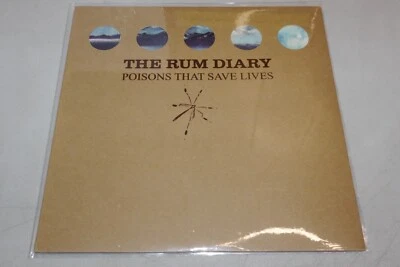 THE RUM DIARY
POISONS THAT SAVE LIVES